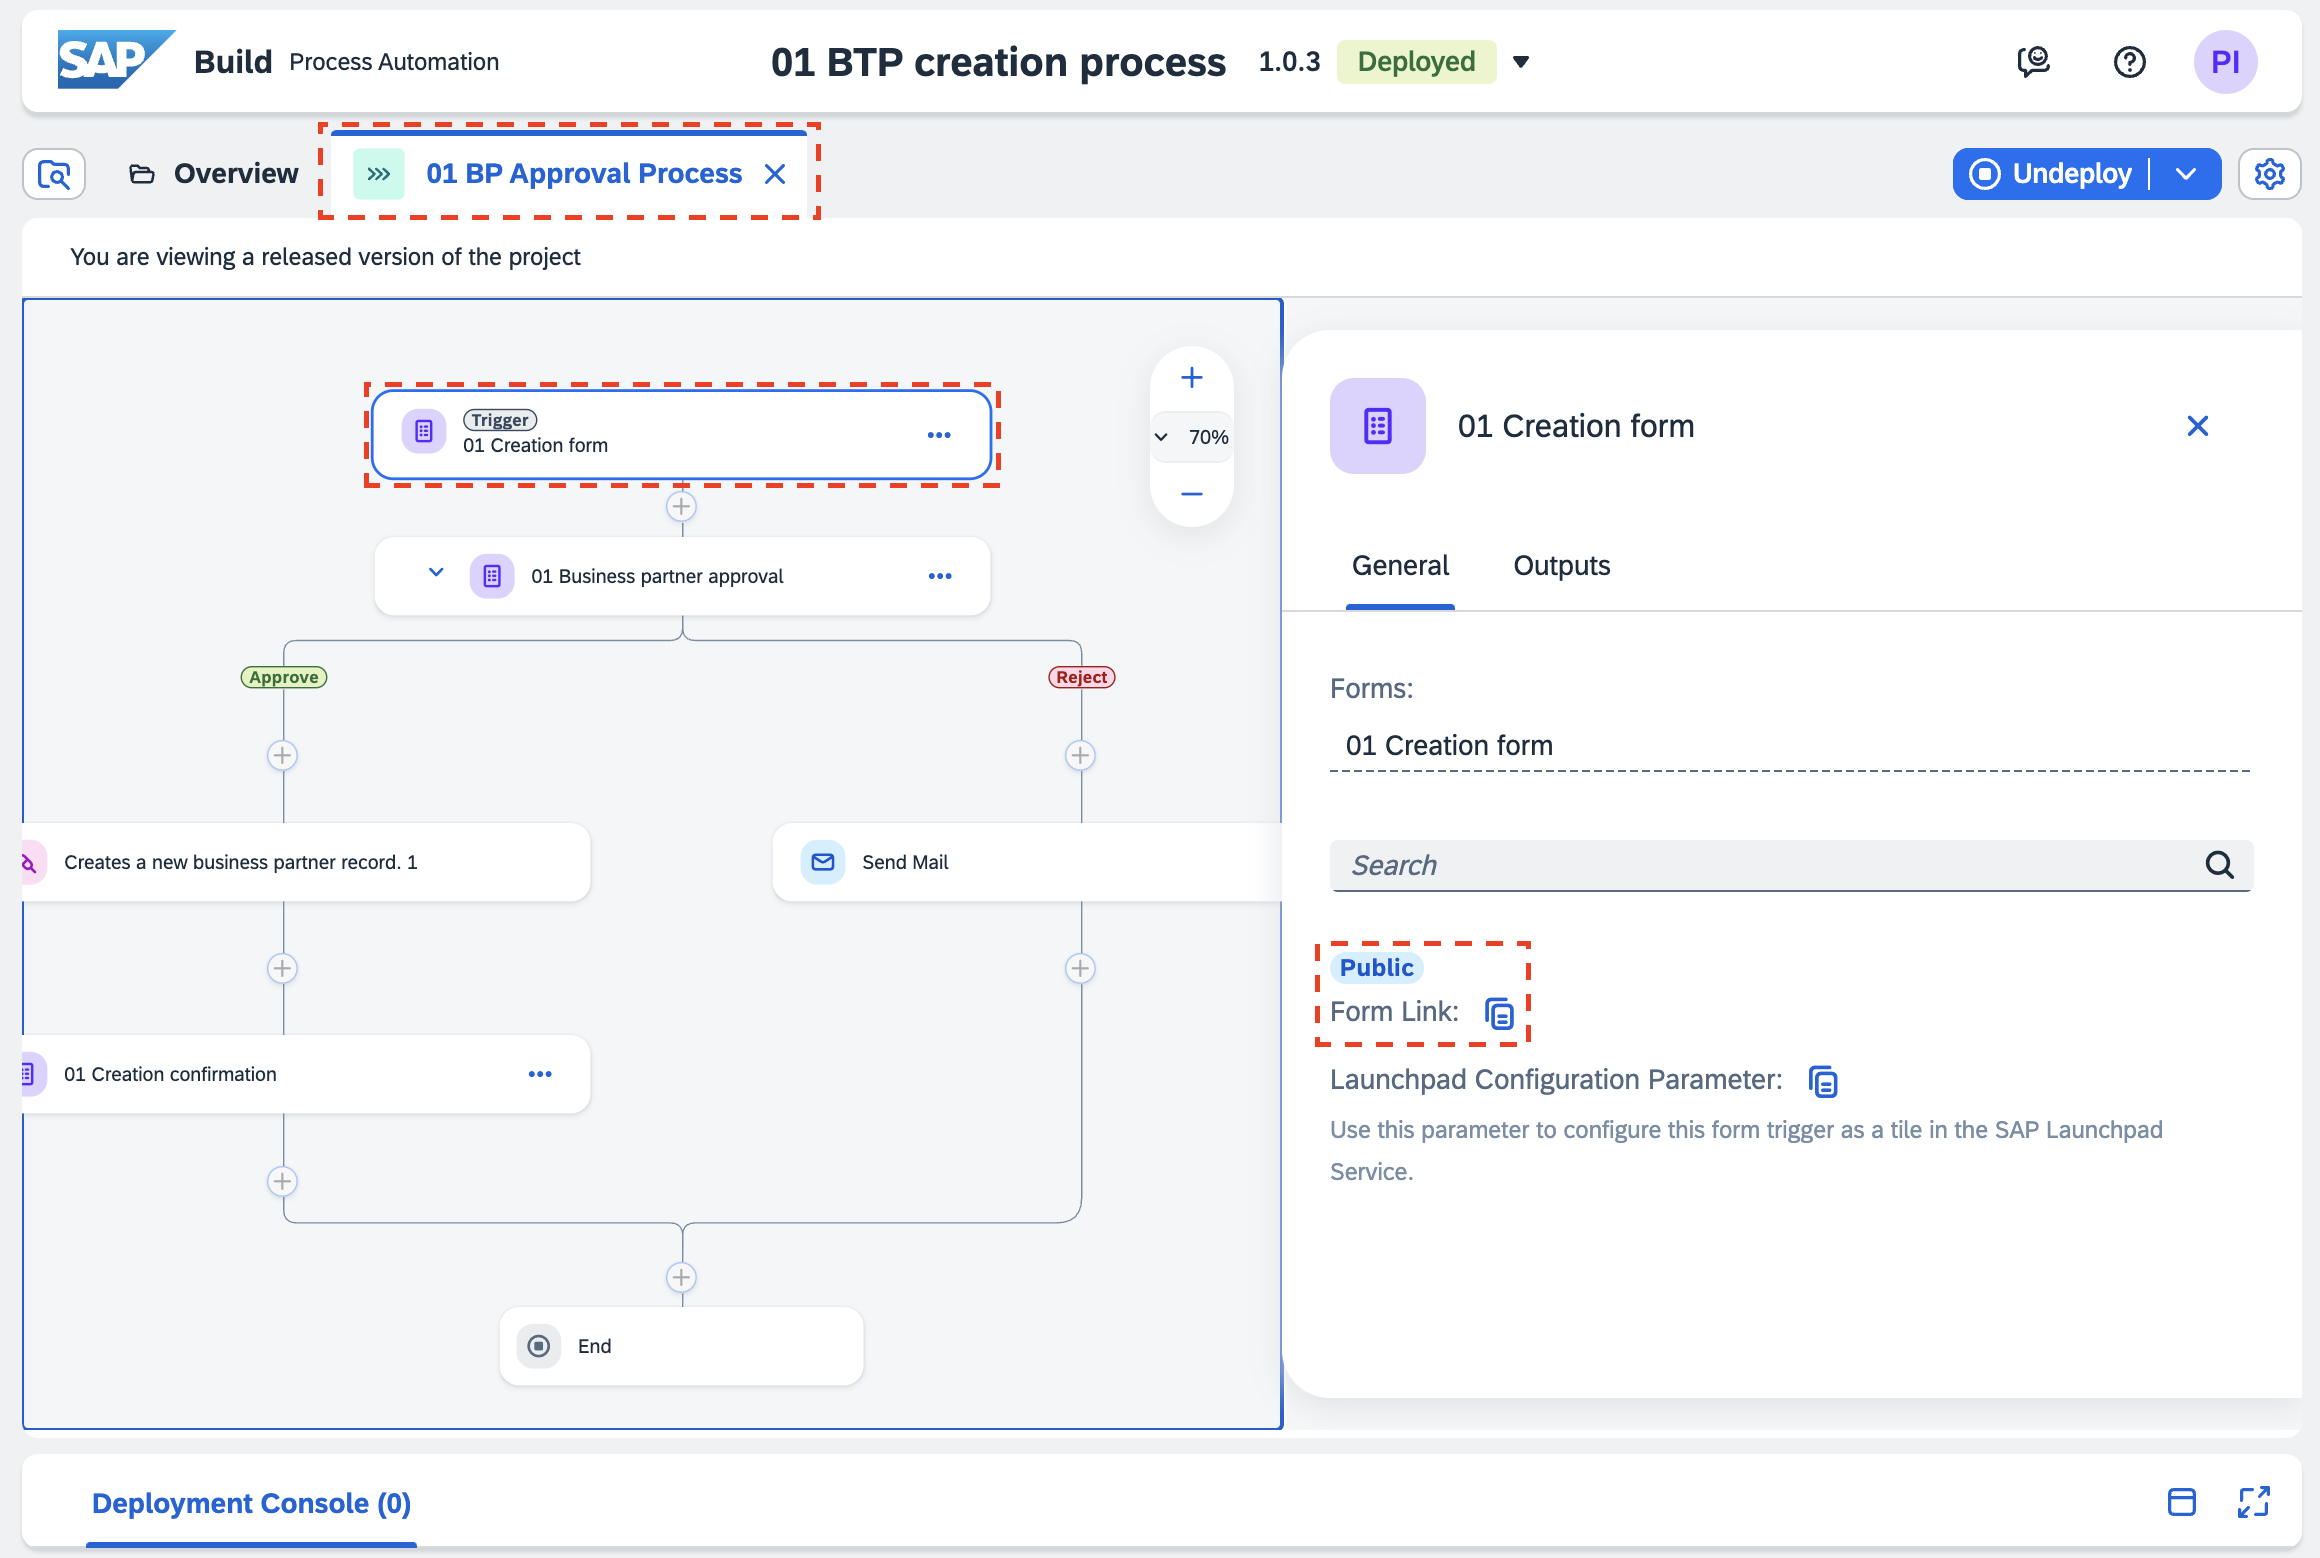 SAP Build Process Automation
01 BTP creation process 1.0.3 Deployed
PI
Overview
01 BP Approval Process
Undeploy
You are viewing a released version of the project
Trigger
01 Creation form
70%
01 Business partner approval
Approve
Reject
Creates a new business partner record. 1
Send Mail
01 Creation confirmation
End
01 Creation form
General Outputs
Forms:
01 Creation form
Search
Public
Form Link:
Launchpad Configuration Parameter:
Use this parameter to configure this form trigger as a tile in the SAP Launchpad
Service.
Deployment Console (0)